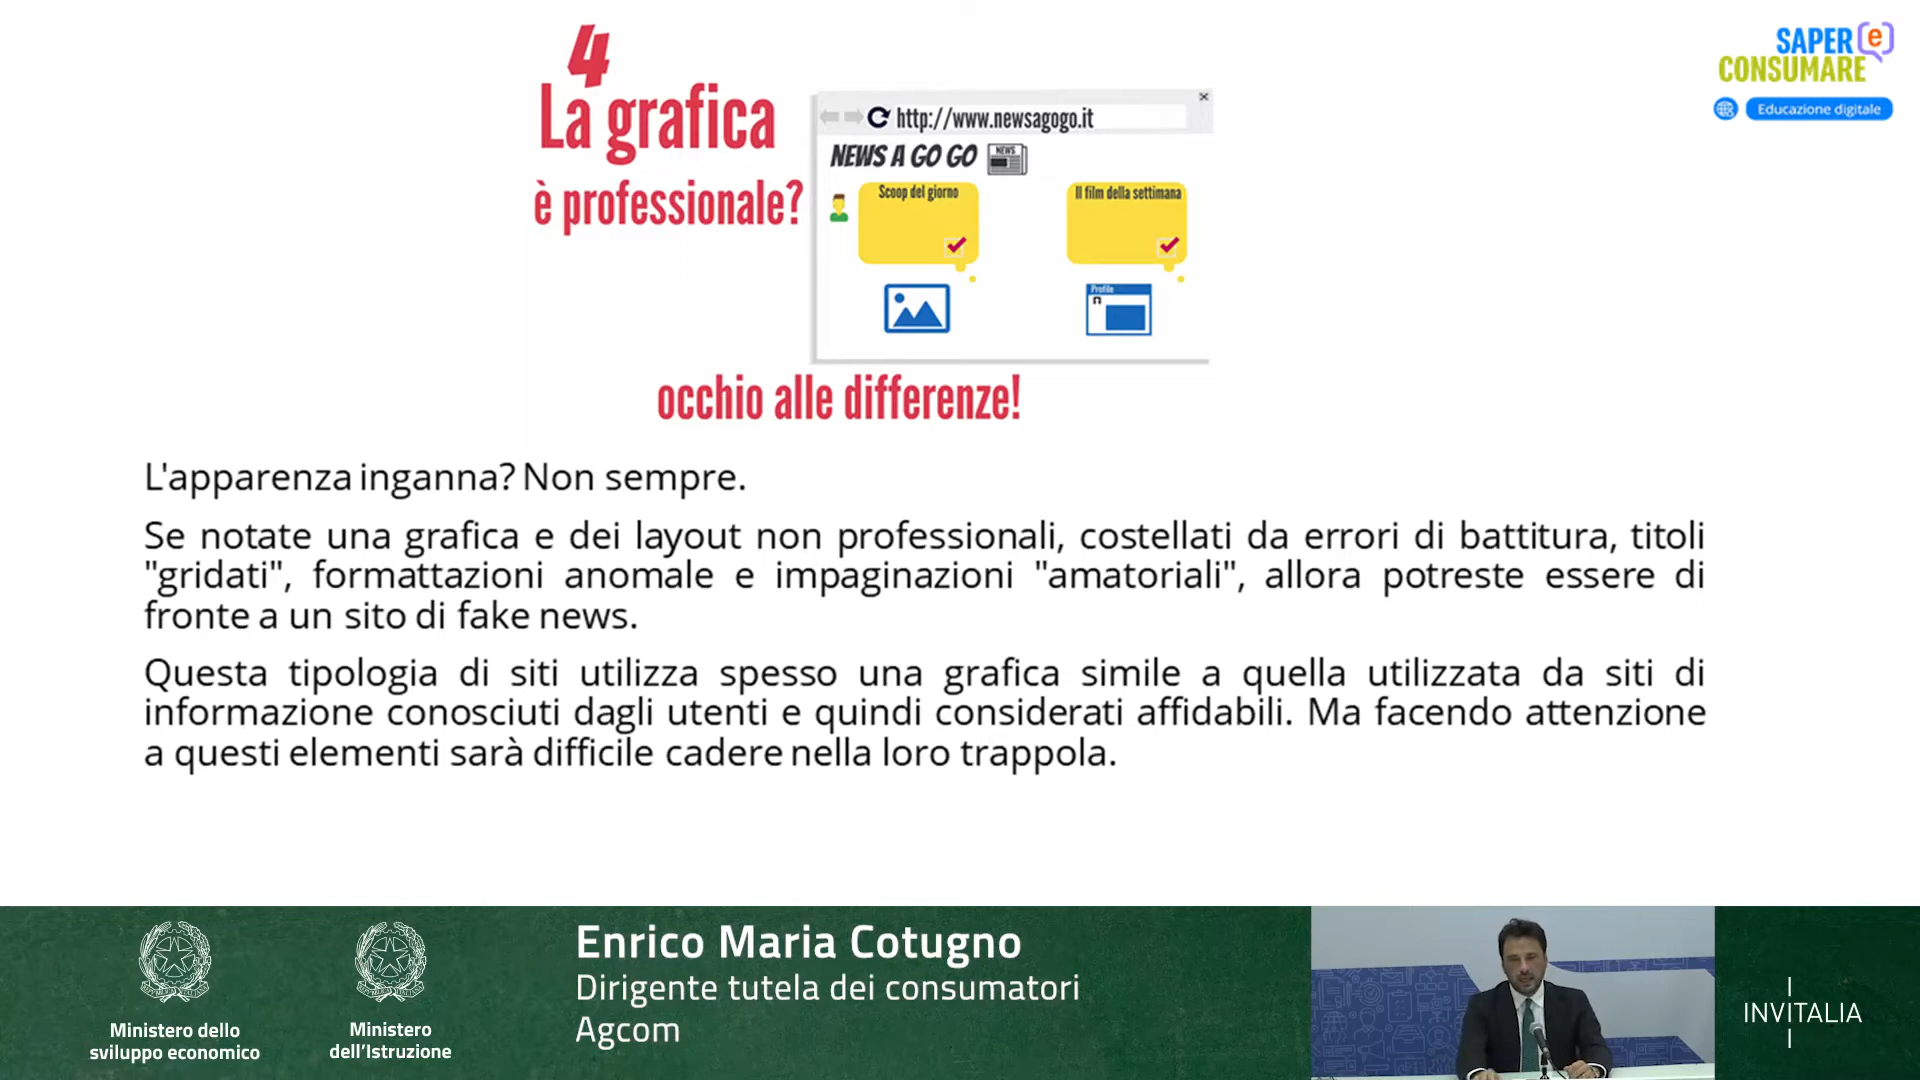 4
La grafica
è professionale?
http://www.newsagogo.it
NEWS A GO GO
NEWS
Scoop del giorno
Il film della settimana
Profile
occhio alle differenze!
SAPER e
CONSUMARE
Educazione digitale
L'apparenza inganna? Non sempre.
Se notate una grafica e dei layout non professionali, costellati da errori di battitura, titoli
"gridati", formattazioni anomale e impaginazioni "amatoriali", allora potreste essere di
fronte a un sito di fake news.
Questa tipologia di siti utilizza spesso una grafica simile a quella utilizzata da siti di
informazione conosciuti dagli utenti e quindi considerati affidabili. Ma facendo attenzione
a questi elementi sarà difficile cadere nella loro trappola.
Ministero dello
sviluppo economico
Ministero
dell'Istruzione
Enrico Maria Cotugno
Dirigente tutela dei consumatori
Agcom
INVITALIA